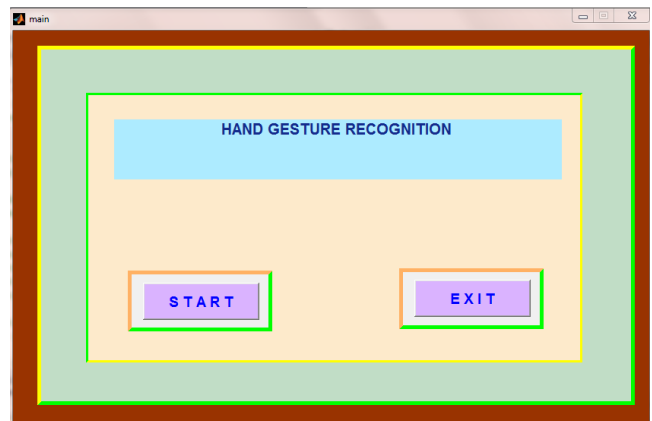 main
HAND GESTURE RECOGNITION
S T A R T
E X I T